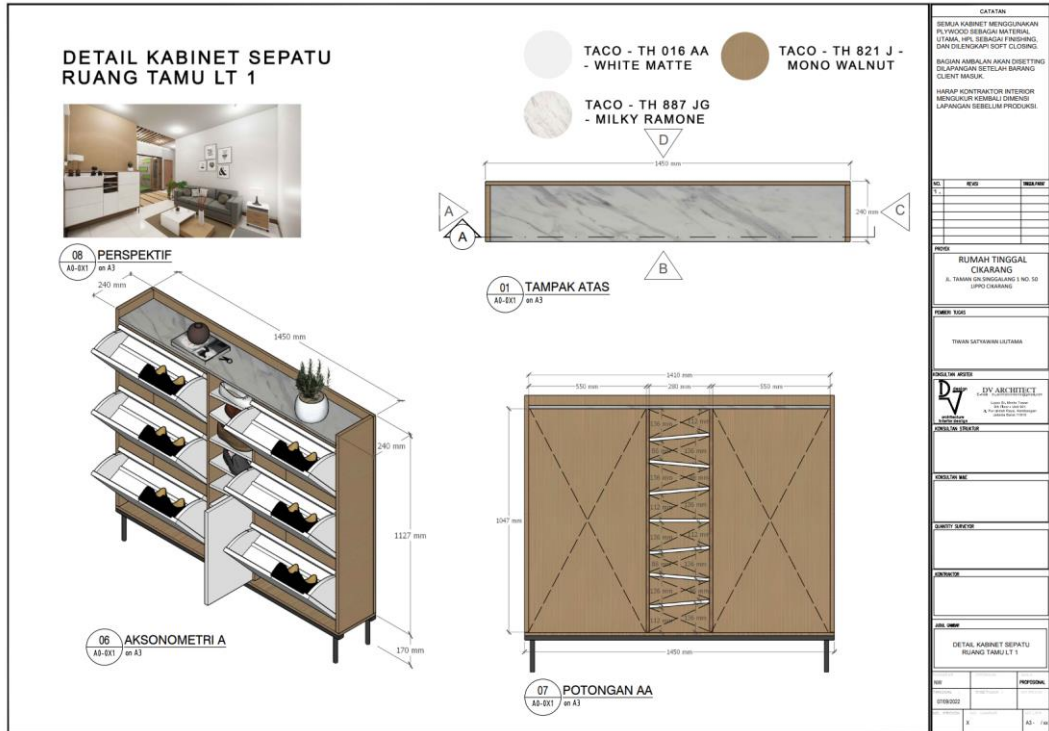 DETAIL KABINET SEPATU
RUANG TAMU LT 1
TACO - TH 016 AA
- WHITE MATTE
TACO - TH 821 J -
MONO WALNUT
TACO - TH 887 JG
- MILKY RAMONE
08
A0-0X1
PERSPEKTIF
on A3
D
1450 mm
240 mm
A
A
C
B
01
A0-0X1
TAMPAK ATAS
on A3
240 mm
1450 mm
240 mm
1127 mm
170 mm
06
A0-0X1
AKSONOMETRI A
on A3
1410 mm
550 mm
280 mm
550 mm
1047 mm
1450 mm
07
A0-0X1
POTONGAN AA
on A3
CATATAN
SEMUA KABINET MENGGUNAKAN
PLYWOOD SEBAGAI MATERIAL
UTAMA, HPL SEBAGAI FINISHING,
DAN DILENGKAPI SOFT CLOSING.
BAGIAN AMBALAN AKAN DISETTING
DILAPANGAN SETELAH BARANG
CLIENT MASUK.
HARAP KONTRAKTOR INTERIOR
MENGUKUR KEMBALI DIMENSI
LAPANGAN SEBELUM PRODUKSI.
NO.
REVISI
PROYEK
RUMAH TINGGAL
CIKARANG
JL. TAMAN GN.SINGGALANG 1 NO. 50
LIPPO CIKARANG
PEMBERI TUGAS
TIWAN SATYAWAN LIUTAMA
KONSULTAN ARSITEK
DV design
architecture
interior design
DV ARCHITECT
KONSULTAN STRUKTUR
KONSULTAN M&E
QUANTITY SURVEYOR
KONTRAKTOR
JUDUL GAMBAR
DETAIL KABINET SEPATU
RUANG TAMU LT 1
PROPOSIONAL
07/09/2022